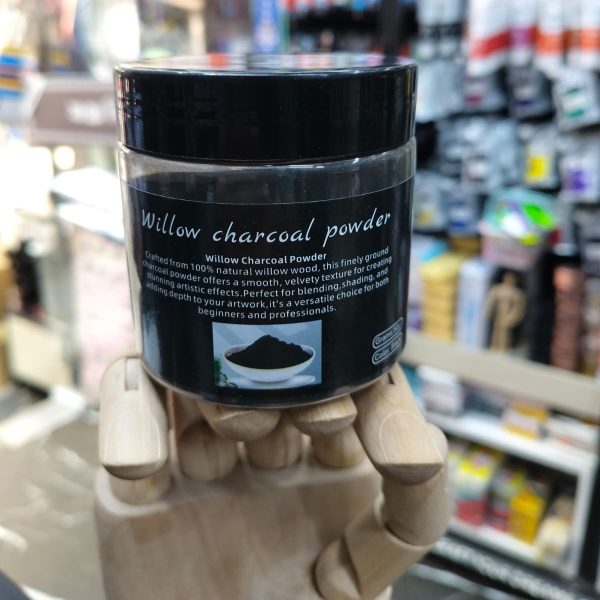 Willow charcoal powder
Willow Charcoal Powder
Crafted from 100% natural willow wood, this finely ground
charcoal powder offers a smooth, velvety texture for creating
stunning artistic effects.Perfect for blending,shading, and
adding depth to your artwork,it's a versatile choice for both
beginners and professionals.